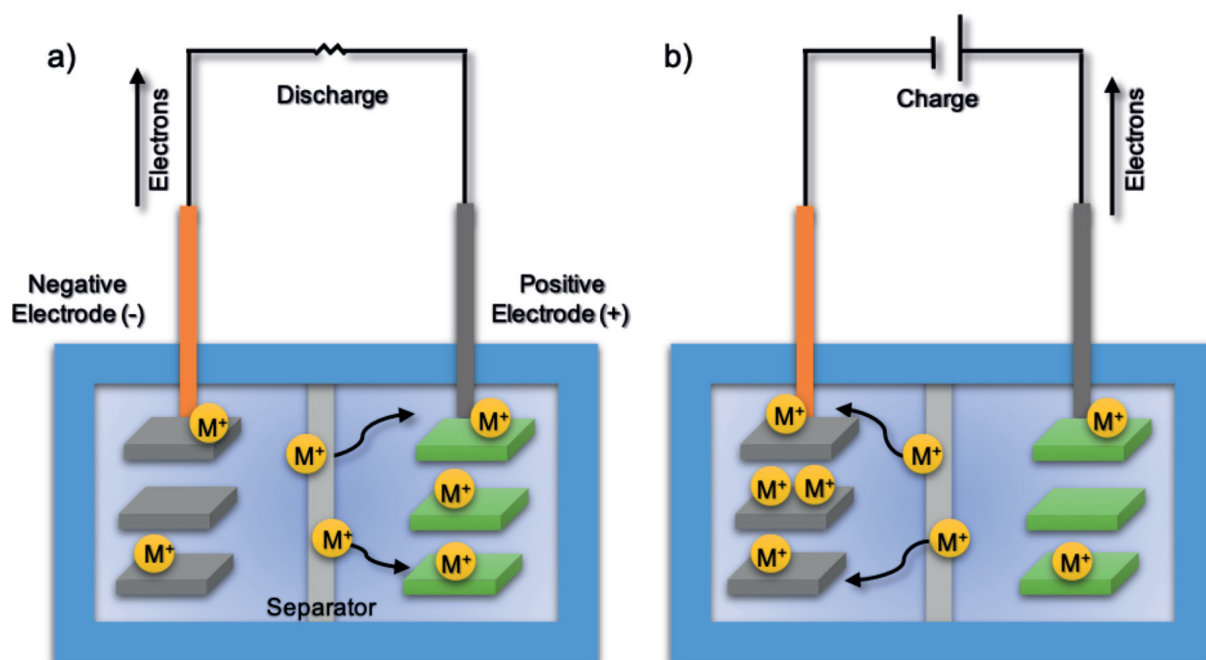 a)
Discharge
Electrons
Negative
Electrode (-)
Positive
Electrode (+)
M⁺
M⁺
M⁺
M⁺
M⁺
M⁺
M⁺
Separator
b)
Charge
Electrons
M⁺
M⁺
M⁺
M⁺
M⁺
M⁺
M⁺
M⁺